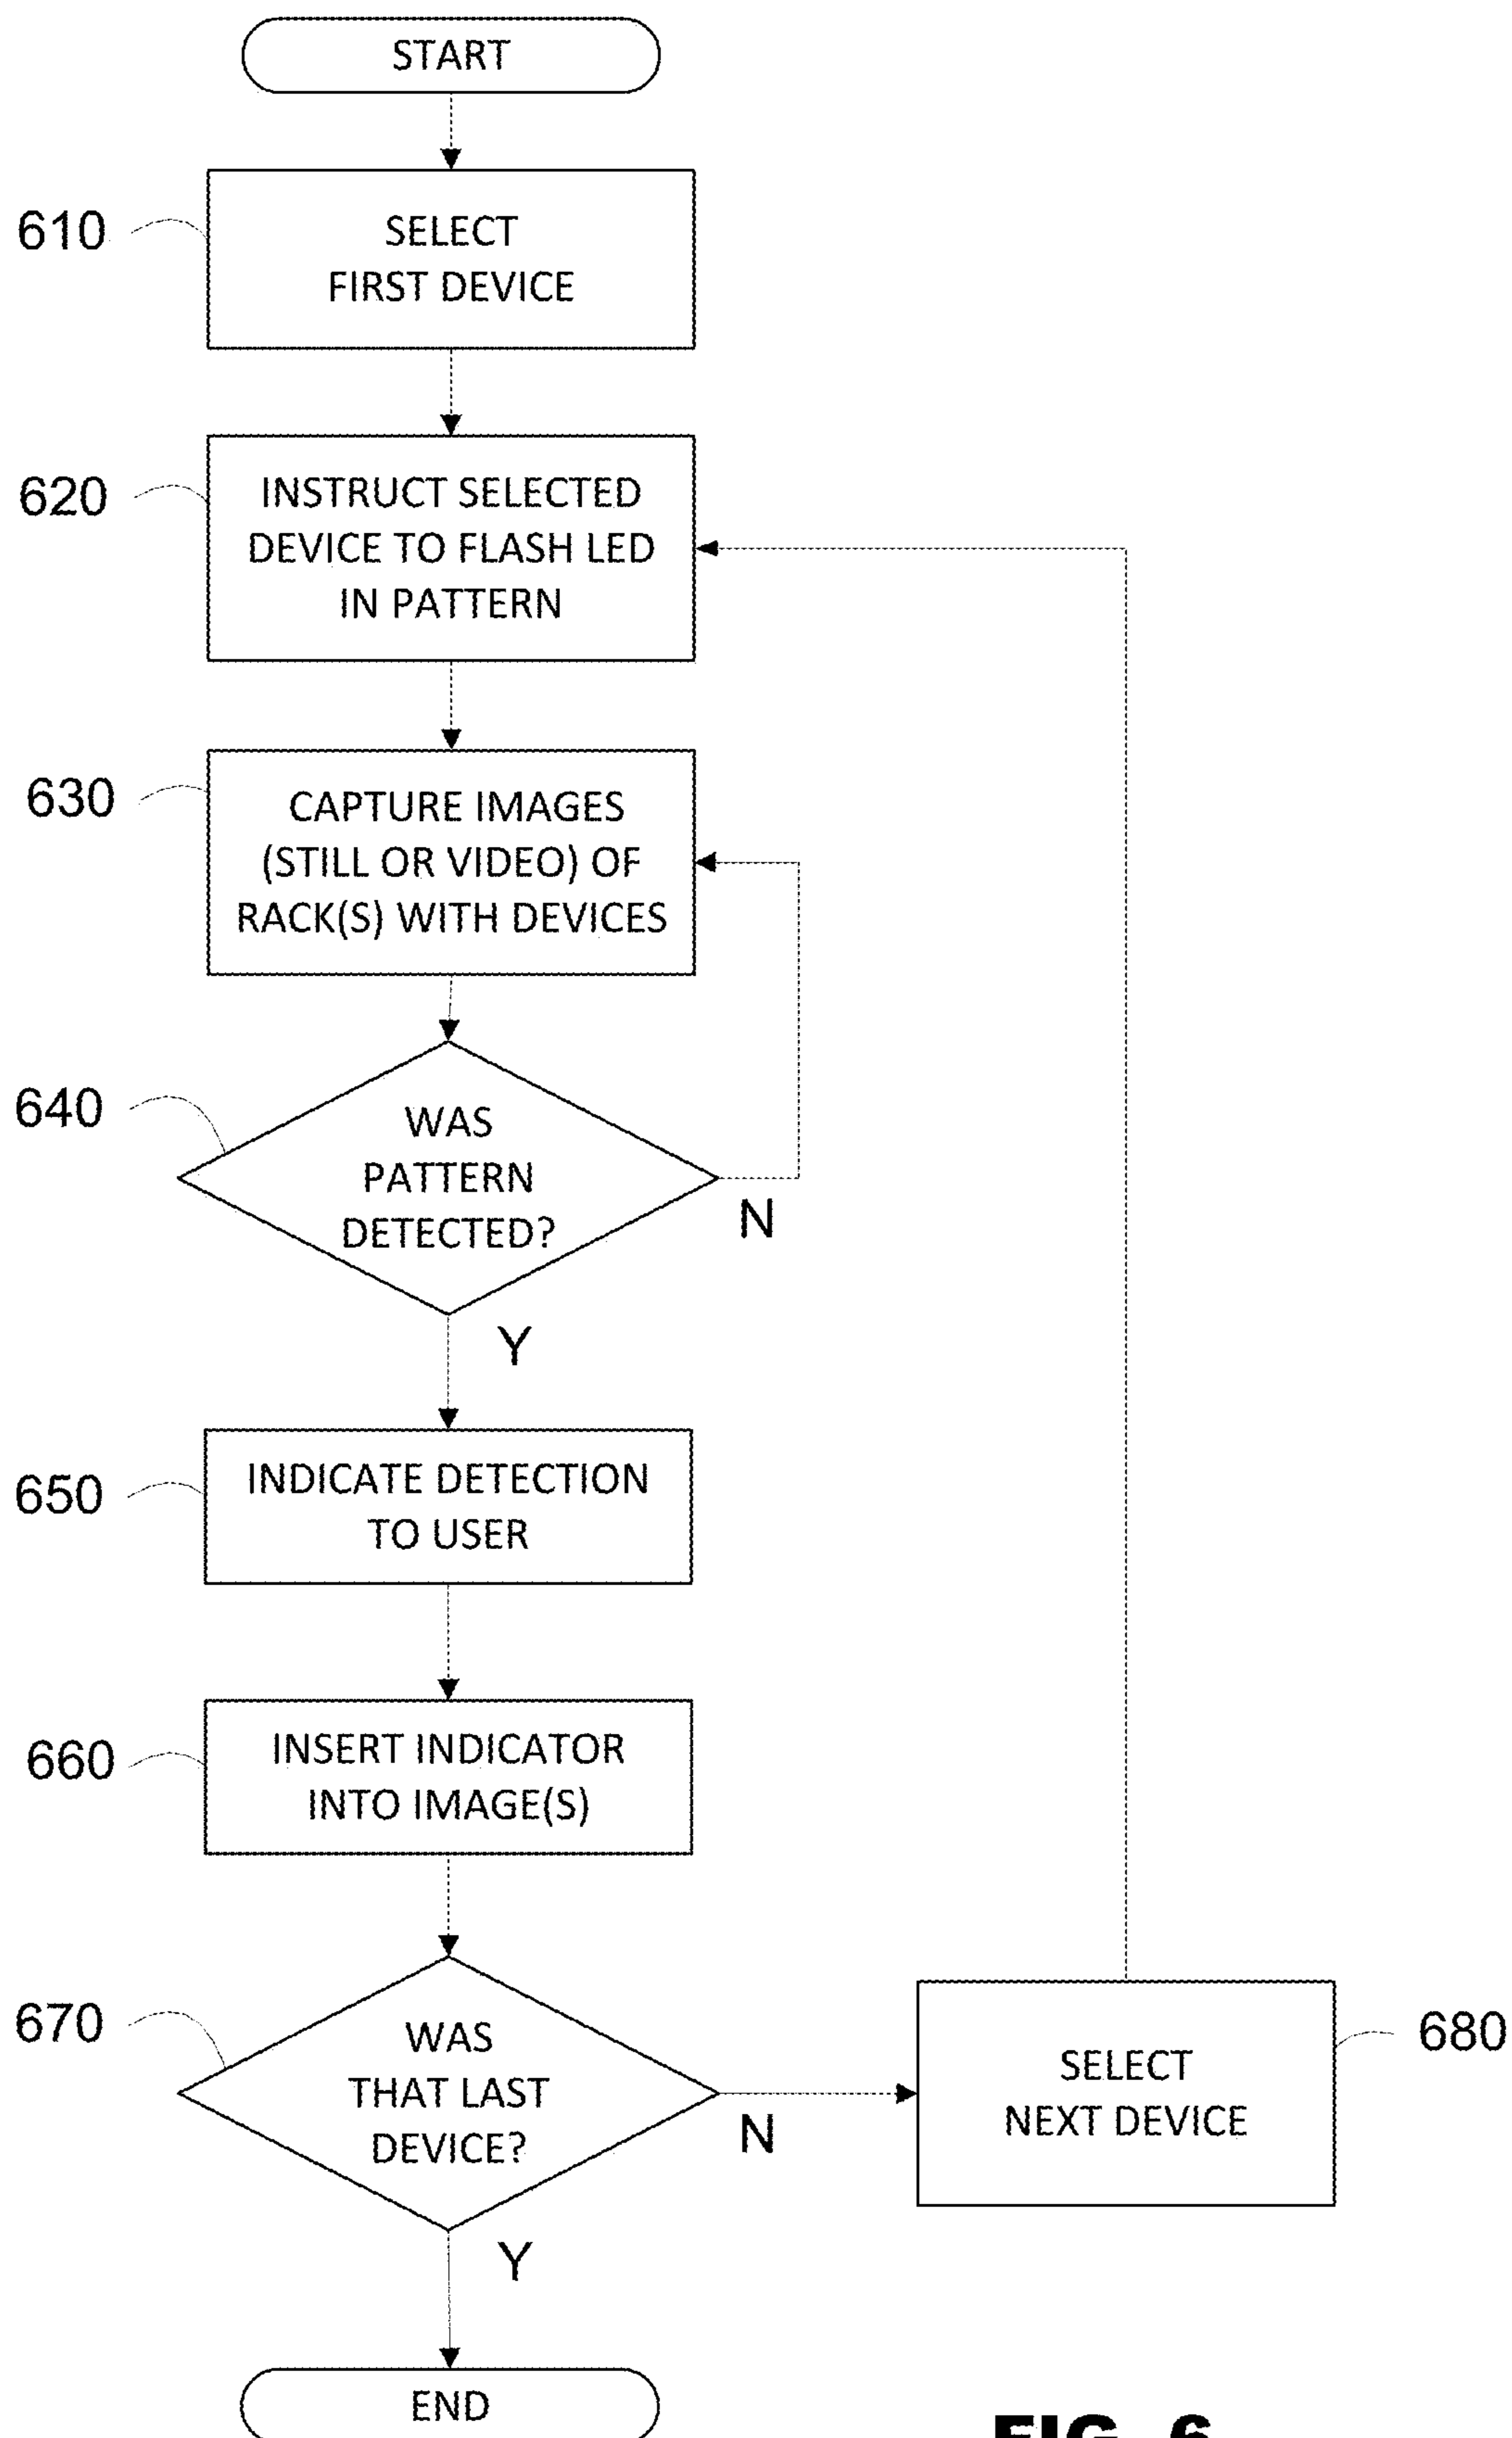 START
610
SELECT
FIRST DEVICE
620
INSTRUCT SELECTED
DEVICE TO FLASH LED
IN PATTERN
630
CAPTURE IMAGES
(STILL OR VIDEO) OF
RACK(S) WITH DEVICES
640
WAS
PATTERN
DETECTED?
N
Y
650
INDICATE DETECTION
TO USER
660
INSERT INDICATOR
INTO IMAGE(S)
670
WAS
THAT LAST
DEVICE?
N
680
SELECT
NEXT DEVICE
Y
END
FIG. 6